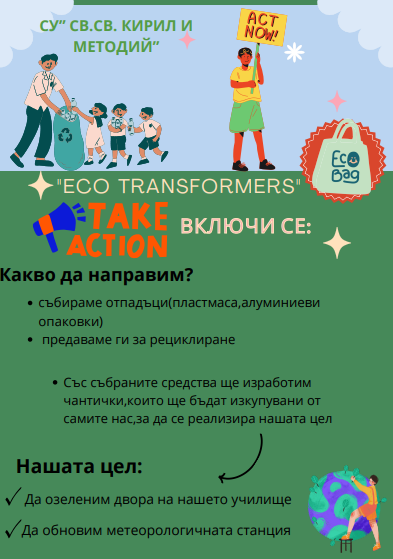 СУ” СВ.СВ. КИРИЛ И
МЕТОДИЙ”
ACT
NOW!
Eco
Bag
"ECO TRANSFORMERS"
TAKE
ACTION
ВКЛЮЧИ СЕ:
Какво да направим?
• събираме отпадъци(пластмаса,алуминиеви
опаковки)
• предаваме ги за рециклиране
• Със събраните средства ще изработим
чантички,които ще бъдат изкупувани от
самите нас,за да се реализира нашата цел
Нашата цел:
✓ Да озеленим двора на нашето училище
✓ Да обновим метеорологичната станция